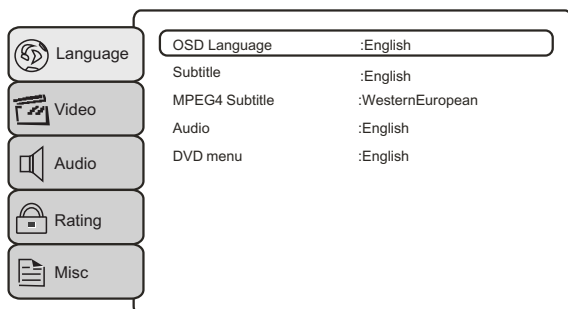 Language
Video
Audio
Rating
Misc
OSD Language :English
Subtitle :English
MPEG4 Subtitle :WesternEuropean
Audio :English
DVD menu :English